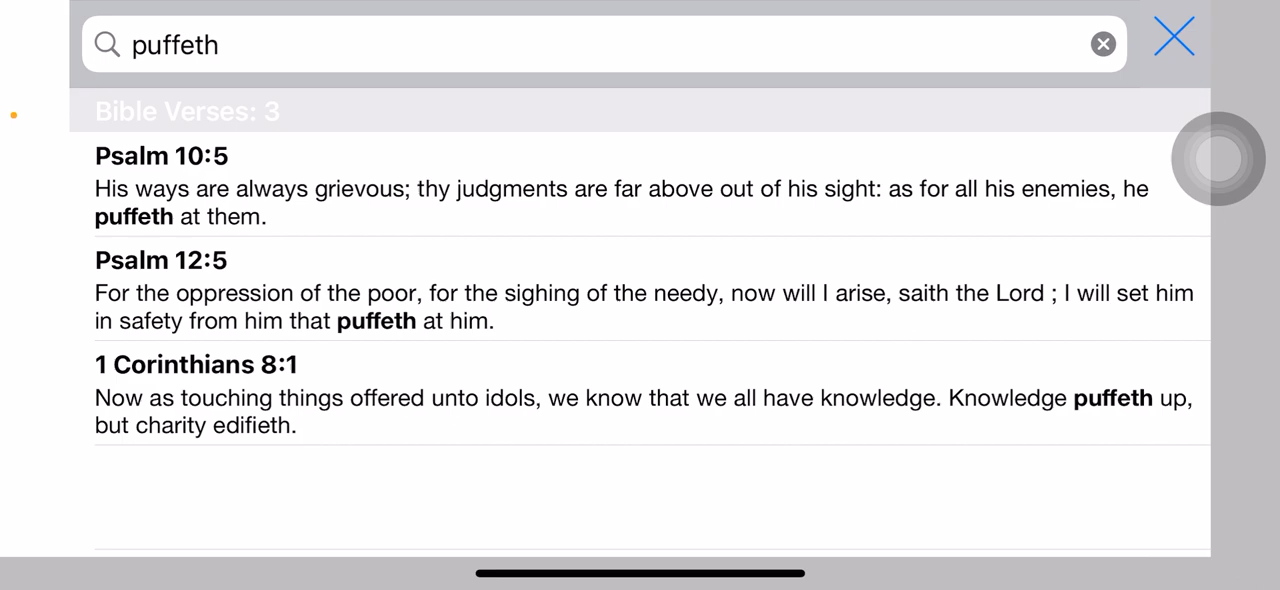 puffeth
Bible Verses: 3
Psalm 10:5
His ways are always grievous; thy judgments are far above out of his sight: as for all his enemies, he
puffeth at them.
Psalm 12:5
For the oppression of the poor, for the sighing of the needy, now will I arise, saith the Lord ; I will set him
in safety from him that puffeth at him.
1 Corinthians 8:1
Now as touching things offered unto idols, we know that we all have knowledge. Knowledge puffeth up,
but charity edifieth.